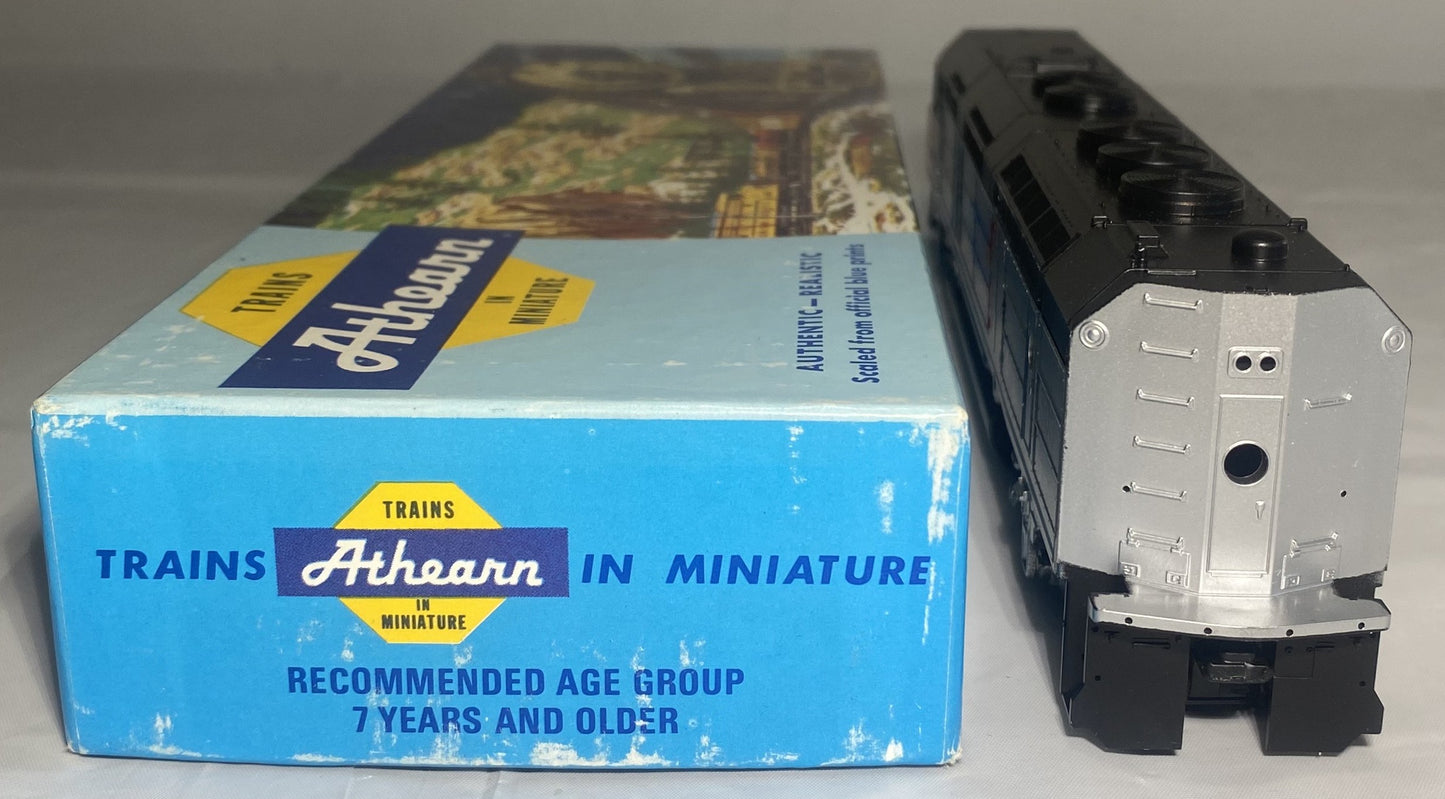 TRAINS
Athearn
IN
MINIATURE
AUTHENTIC—REALISTIC
Scaled from official blue prints
TRAINS
TRAINS Athearn IN MINIATURE
IN
MINIATURE
RECOMMENDED AGE GROUP
7 YEARS AND OLDER